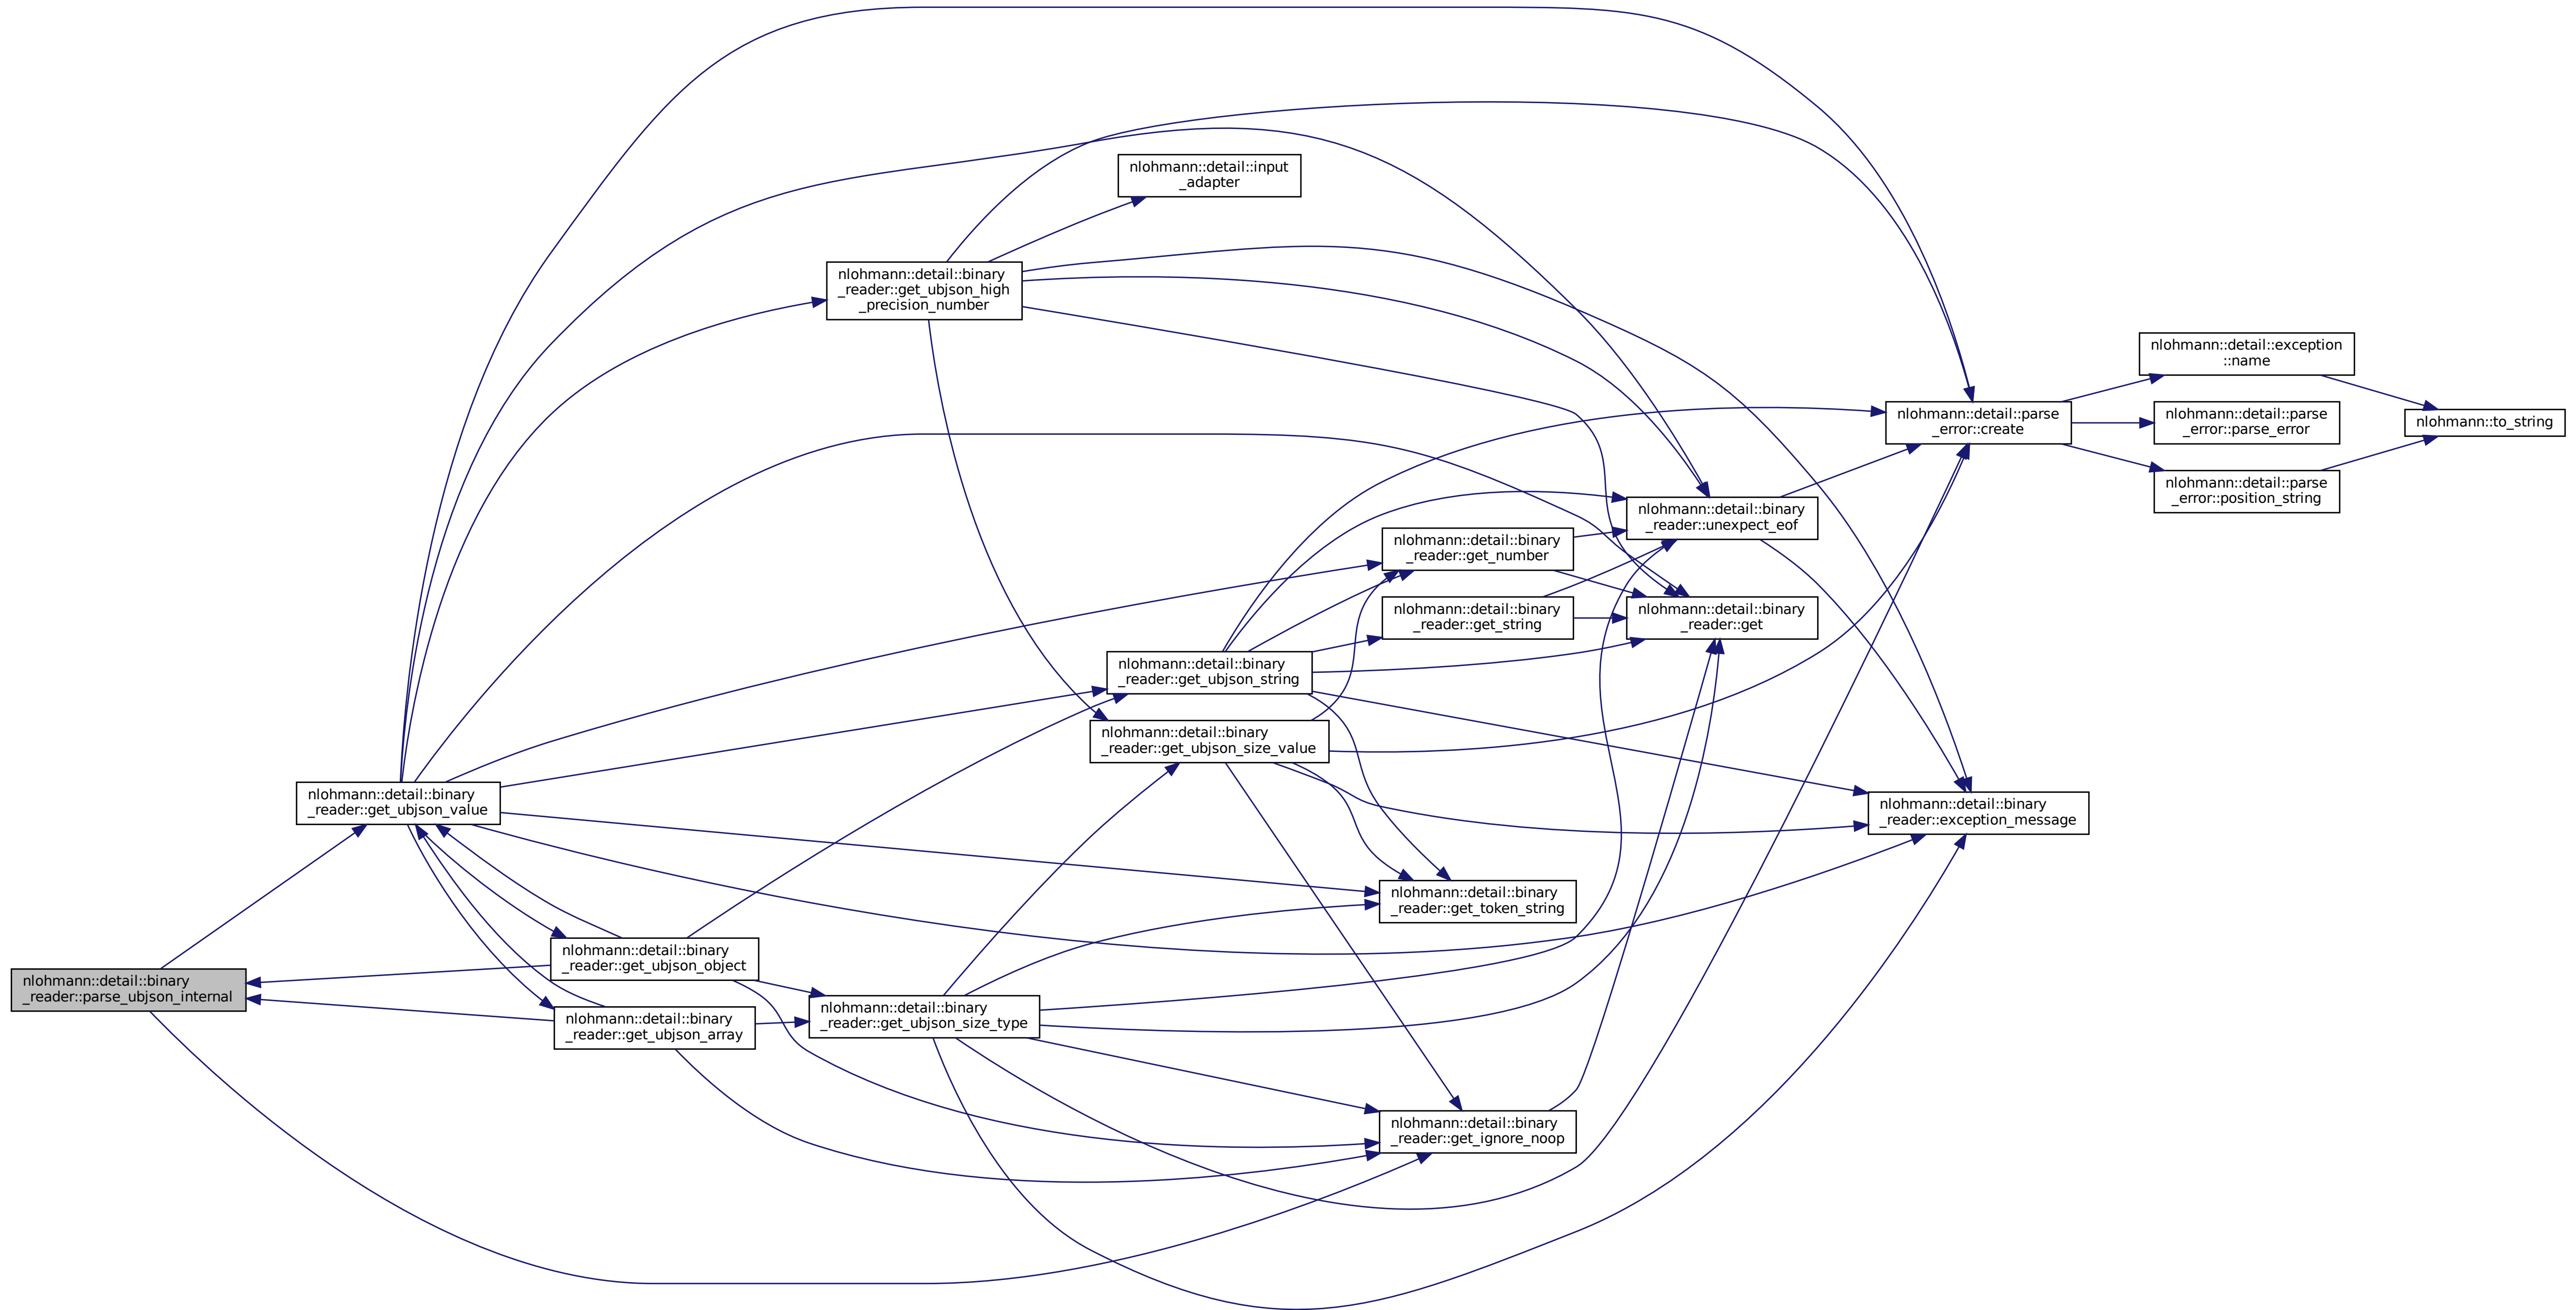 nlohmann::detail::input
_adapter
nlohmann::detail::binary
_reader::get_ubjson_high
_precision_number
nlohmann::detail::exception
::name
nlohmann::detail::parse
_error::create
nlohmann::detail::parse
_error::parse_error
nlohmann::to_string
nlohmann::detail::parse
_error::position_string
nlohmann::detail::binary
_reader::unexpect_eof
nlohmann::detail::binary
_reader::get_number
nlohmann::detail::binary
_reader::get_string
nlohmann::detail::binary
_reader::get
nlohmann::detail::binary
_reader::get_ubjson_string
nlohmann::detail::binary
_reader::get_ubjson_size_value
nlohmann::detail::binary
_reader::get_ubjson_value
nlohmann::detail::binary
_reader::exception_message
nlohmann::detail::binary
_reader::get_token_string
nlohmann::detail::binary
_reader::get_ubjson_object
nlohmann::detail::binary
_reader::parse_ubjson_internal
nlohmann::detail::binary
_reader::get_ubjson_size_type
nlohmann::detail::binary
_reader::get_ubjson_array
nlohmann::detail::binary
_reader::get_ignore_noop